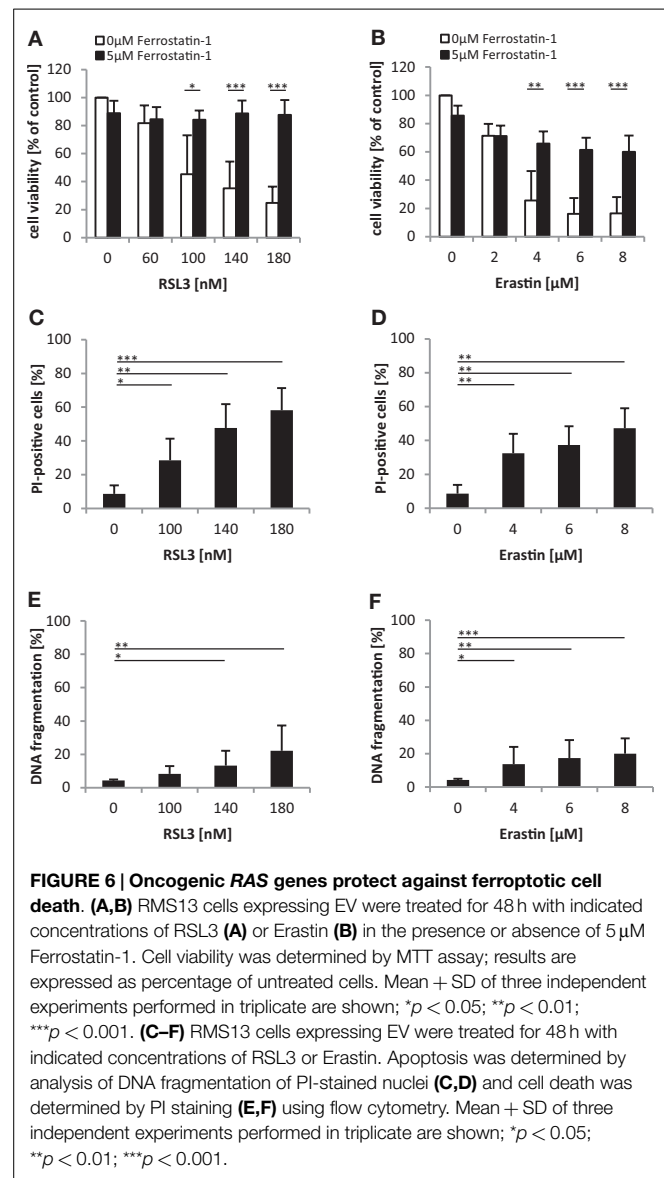 A
0µM Ferrostatin-1
5µM Ferrostatin-1
cell viability [% of control]
120
100
80
60
40
20
0
* *** ***
0 60 100 140 180
RSL3 [nM]
B
0µM Ferrostatin-1
5µM Ferrostatin-1
cell viability [% of control]
120
100
80
60
40
20
0
** *** ***
0 2 4 6 8
Erastin [µM]
C
PI-positive cells [%]
100
80
60
40
20
0
***
**
*
0 100 140 180
RSL3 [nM]
D
PI-positive cells [%]
100
80
60
40
20
0
**
**
**
0 4 6 8
Erastin [µM]
E
DNA fragmentation [%]
100
80
60
40
20
0
**
*
0 100 140 180
RSL3 [nM]
F
DNA fragmentation [%]
100
80
60
40
20
0
***
**
*
0 4 6 8
Erastin [µM]
FIGURE 6 | Oncogenic RAS genes protect against ferroptotic cell
death. (A,B) RMS13 cells expressing EV were treated for 48 h with indicated
concentrations of RSL3 (A) or Erastin (B) in the presence or absence of 5 µM
Ferrostatin-1. Cell viability was determined by MTT assay; results are
expressed as percentage of untreated cells. Mean + SD of three independent
experiments performed in triplicate are shown; *p < 0.05; **p < 0.01;
***p < 0.001. (C–F) RMS13 cells expressing EV were treated for 48 h with
indicated concentrations of RSL3 or Erastin. Apoptosis was determined by
analysis of DNA fragmentation of PI-stained nuclei (C,D) and cell death was
determined by PI staining (E,F) using flow cytometry. Mean + SD of three
independent experiments performed in triplicate are shown; *p < 0.05;
**p < 0.01; ***p < 0.001.